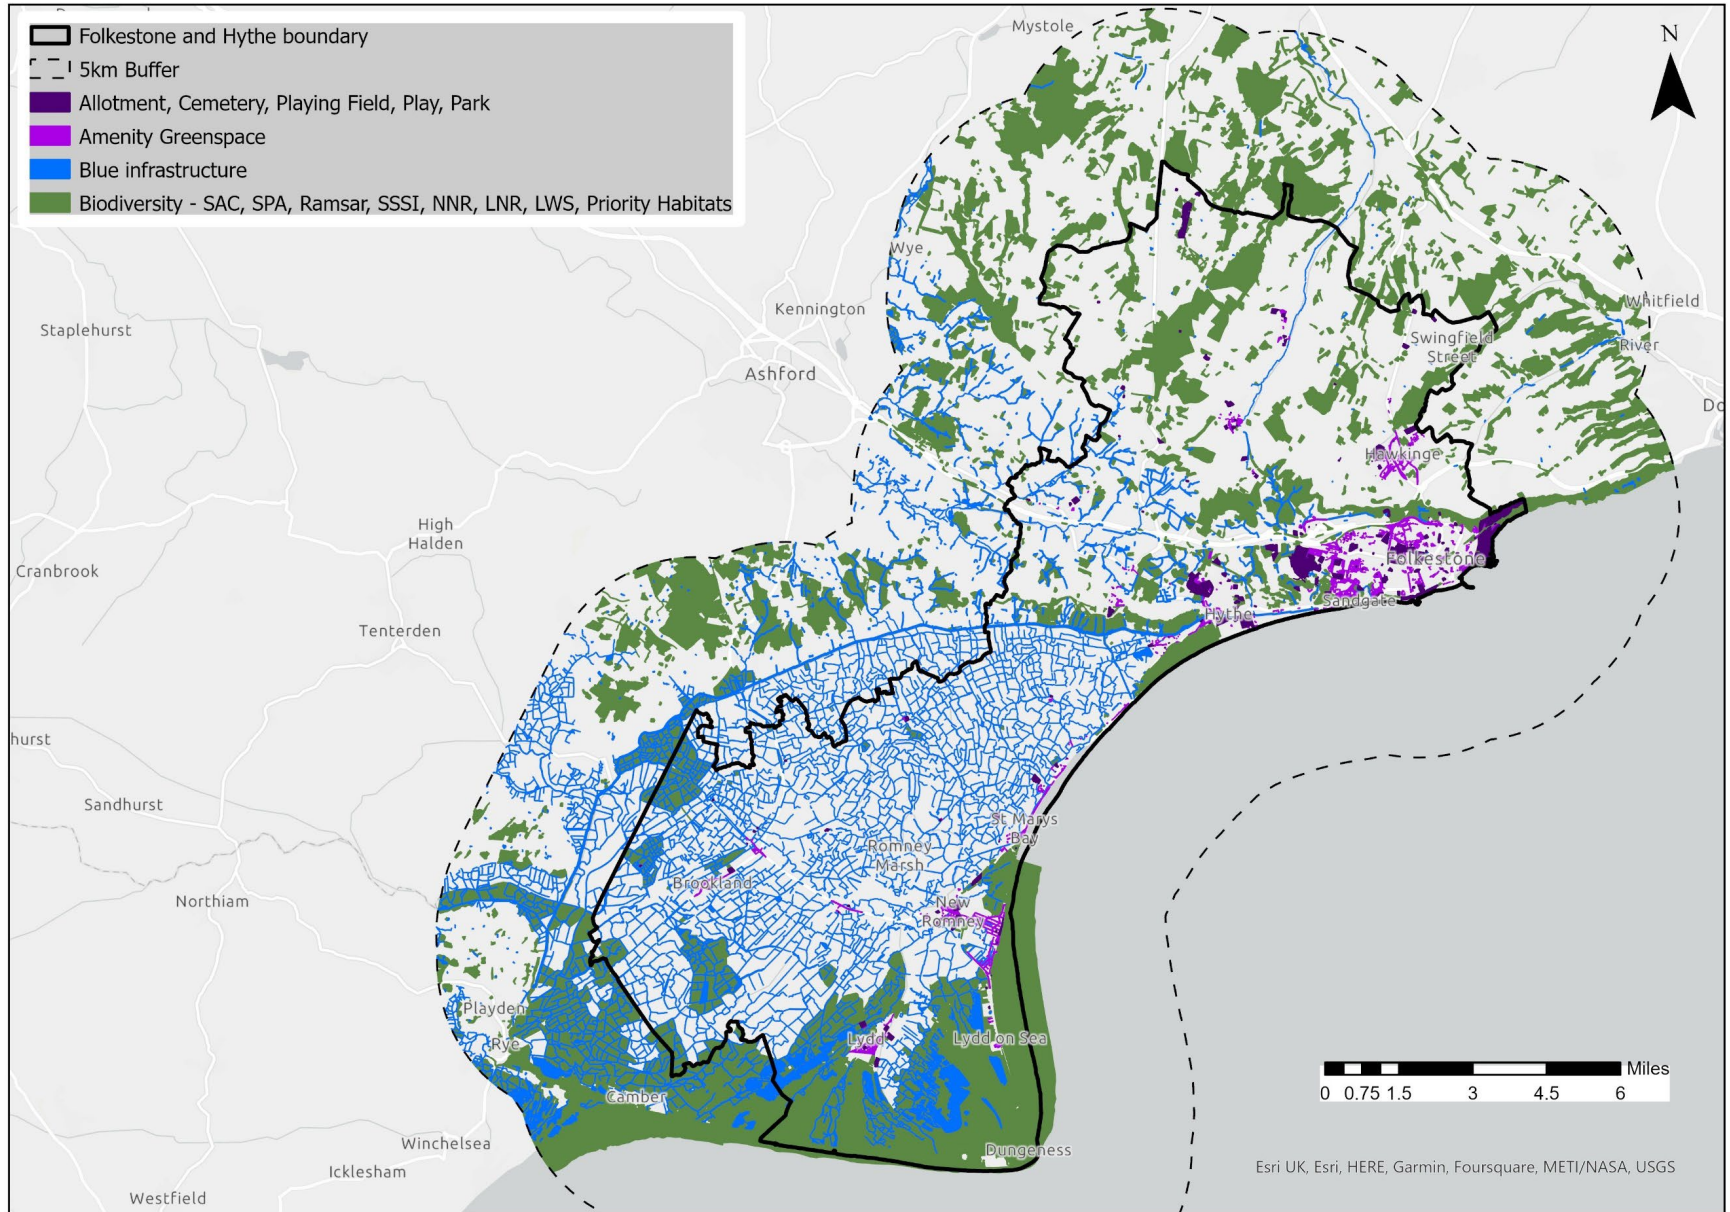 Mystole
N
Folkestone and Hythe boundary
5km Buffer
Allotment, Cemetery, Playing Field, Play, Park
Amenity Greenspace
Blue infrastructure
Biodiversity - SAC, SPA, Ramsar, SSSI, NNR, LNR, LWS, Priority Habitats
Wye
Kennington
Whitfield
Staplehurst
Swingfield
Street
River
Ashford
Do
Hawkinge
High
Halden
Cranbrook
Folkestone
Sandgate
Hythe
Tenterden
hurst
Sandhurst
St Marys
Bay
Romney
Marsh
Brookland
Northiam
New
Romney
Playden
Rye
Lydd
Lydd on Sea
Camber
Miles
0 0.75 1.5 3 4.5 6
Winchelsea
Dungeness
Icklesham
Esri UK, Esri, HERE, Garmin, Foursquare, METI/NASA, USGS
Westfield